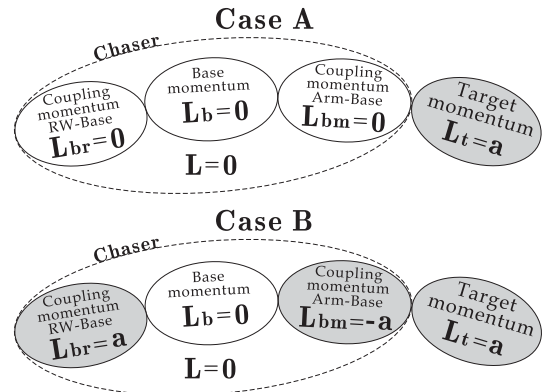 Case A
Chaser
Coupling
momentum
RW-Base
Lbr=0
Base
momentum
Lb=0
Coupling
momentum
Arm-Base
Lbm=0
Target
momentum
Lt=a
L=0
Case B
Chaser
Coupling
momentum
RW-Base
Lbr=a
Base
momentum
Lb=0
Coupling
momentum
Arm-Base
Lbm=-a
Target
momentum
Lt=a
L=0